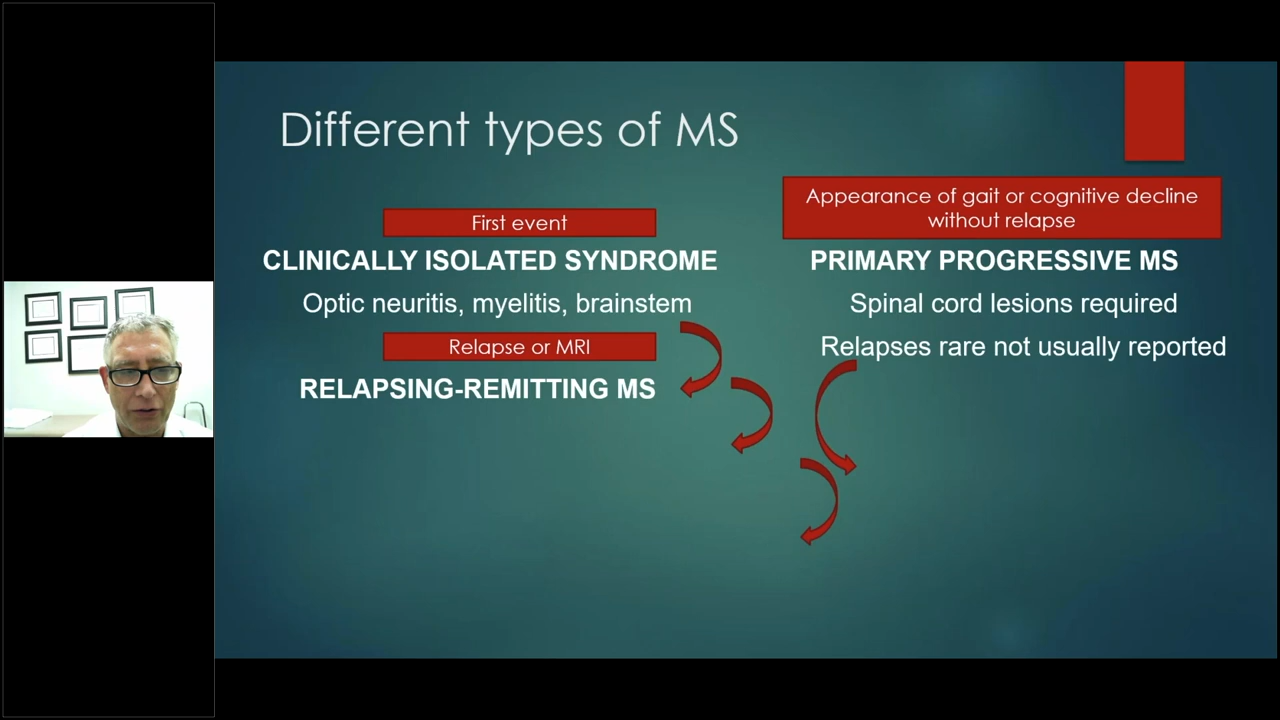 Different types of MS
First event
CLINICALLY ISOLATED SYNDROME
Optic neuritis, myelitis, brainstem
Relapse or MRI
RELAPSING-REMITTING MS
Appearance of gait or cognitive decline
without relapse
PRIMARY PROGRESSIVE MS
Spinal cord lesions required
Relapses rare not usually reported